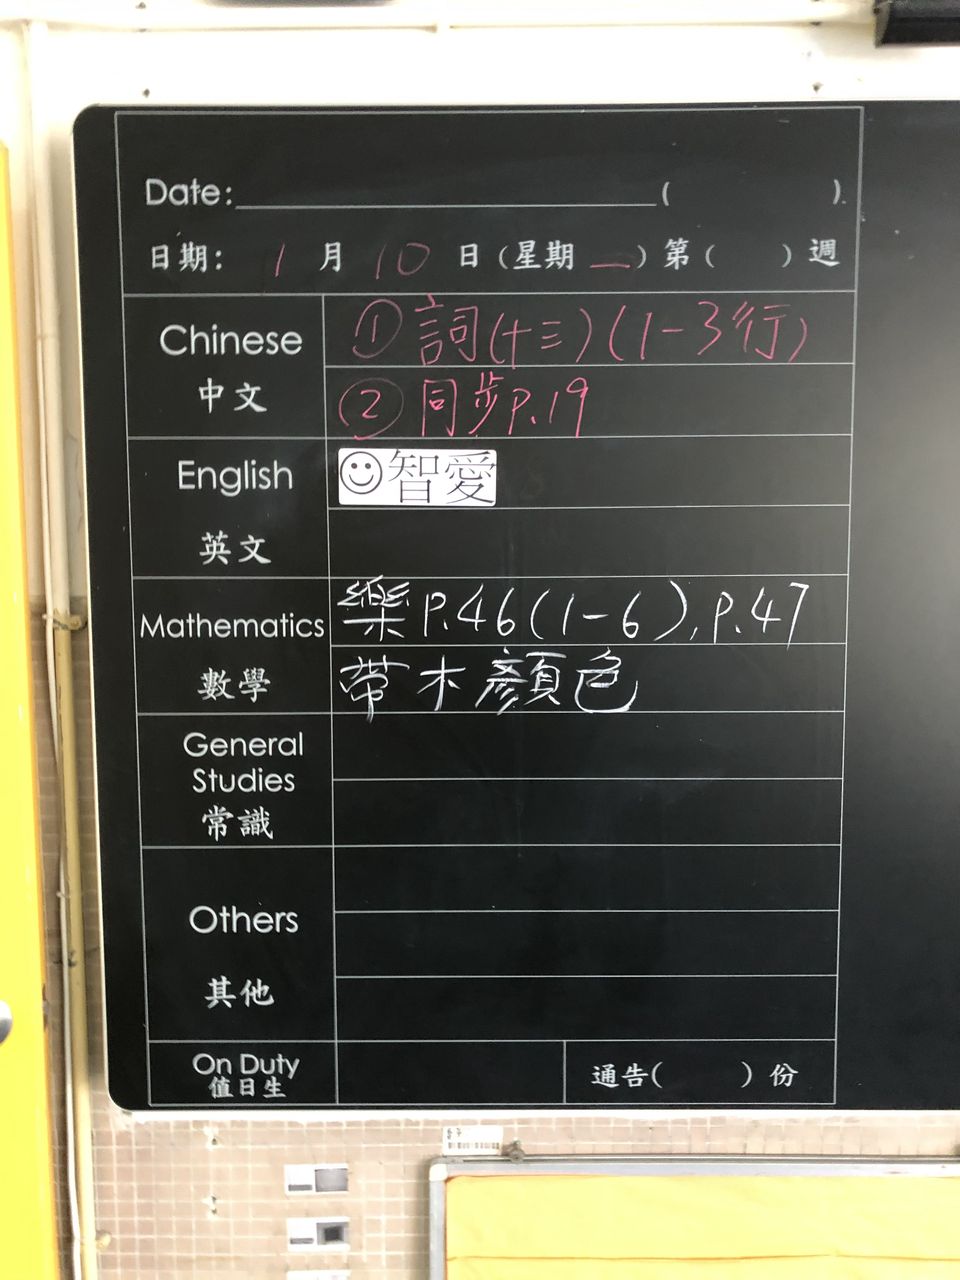 Date: ( )
日期: 1 月 10 日 (星期 一) 第 ( ) 週
Chinese
中文
① 詞(十三)(1-3行)
② 同步P.19
English
英文
☺智愛
Mathematics
數學
樂P.46(1-6),P.47
帶木顏色
General
Studies
常識
Others
其他
On Duty
值日生
通告( ) 份